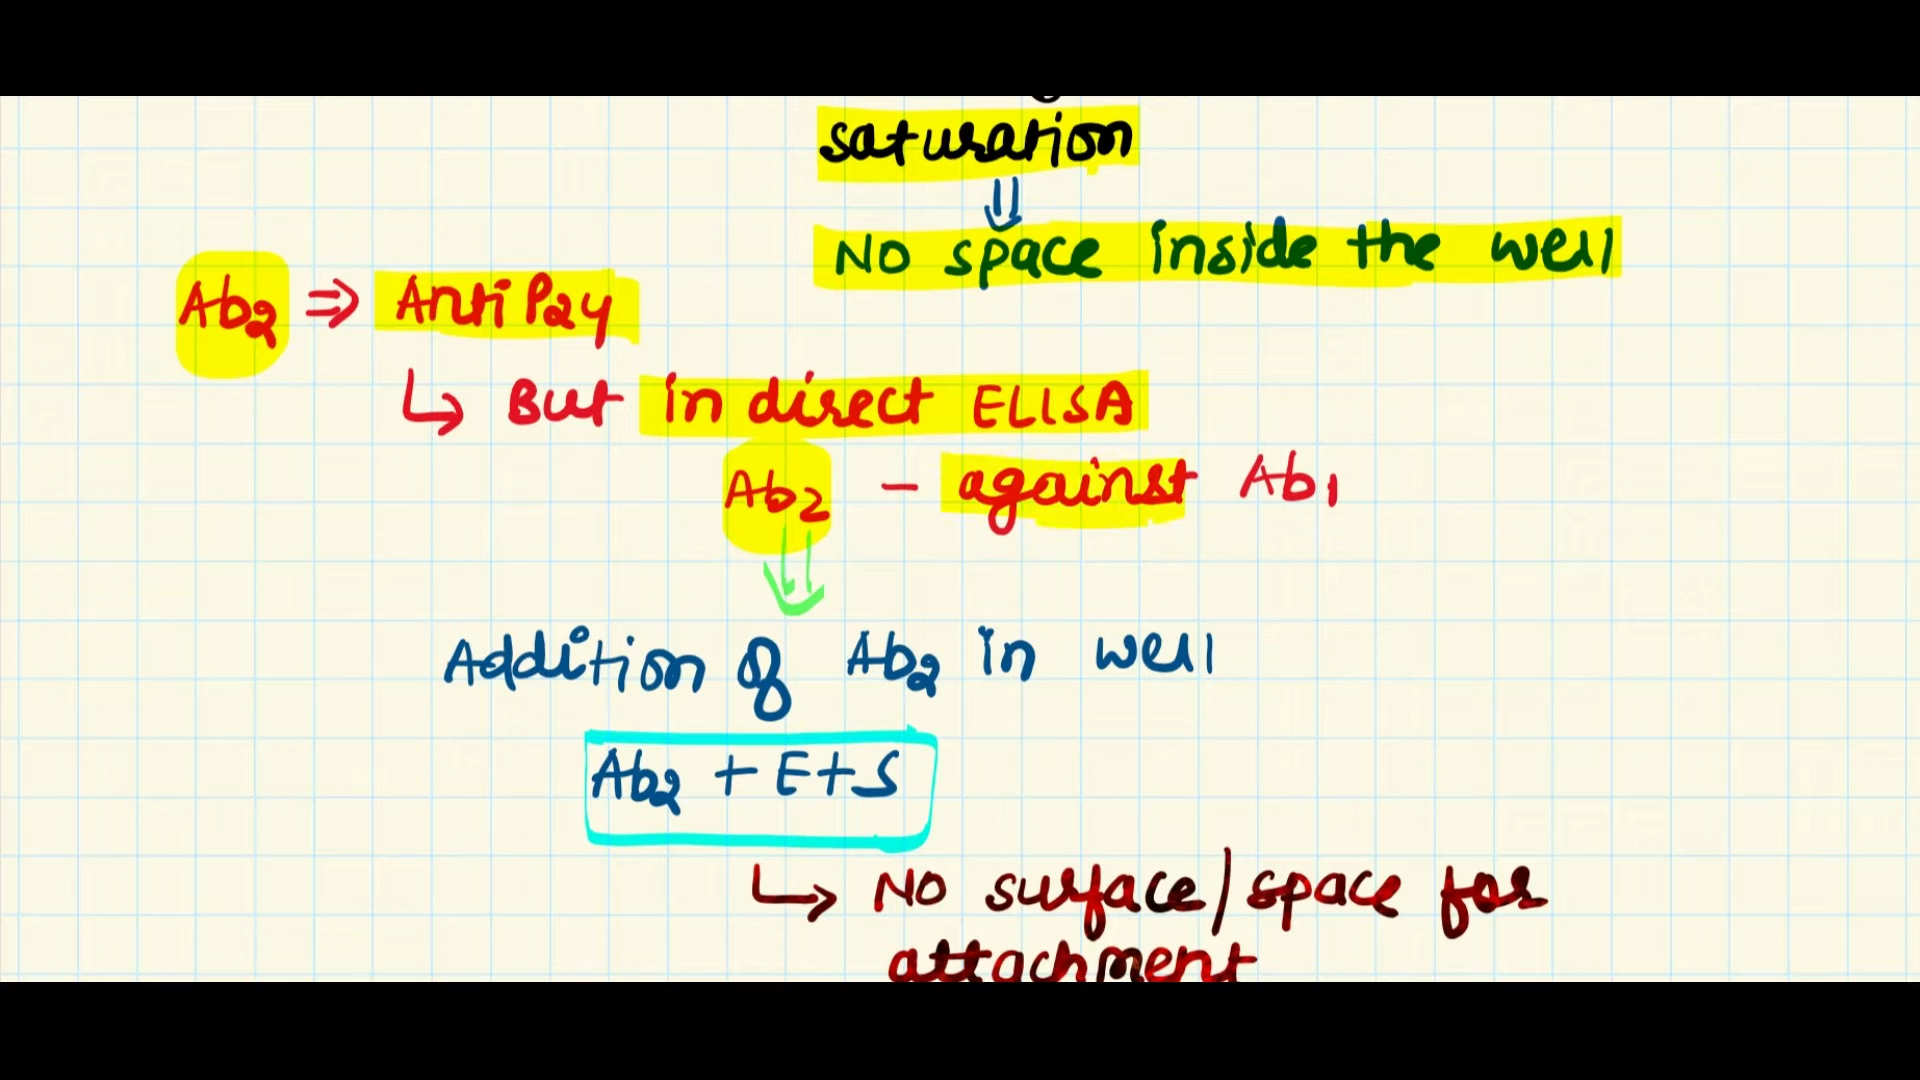 saturation
⇓
NO space inside the well
Ab2 ⇒ Anti P24
↳ But in direct ELISA
Ab2 - against Ab1
⇓
Addition of Ab2 in well
Ab2 + E+S
↳ NO surface/space for
attachment